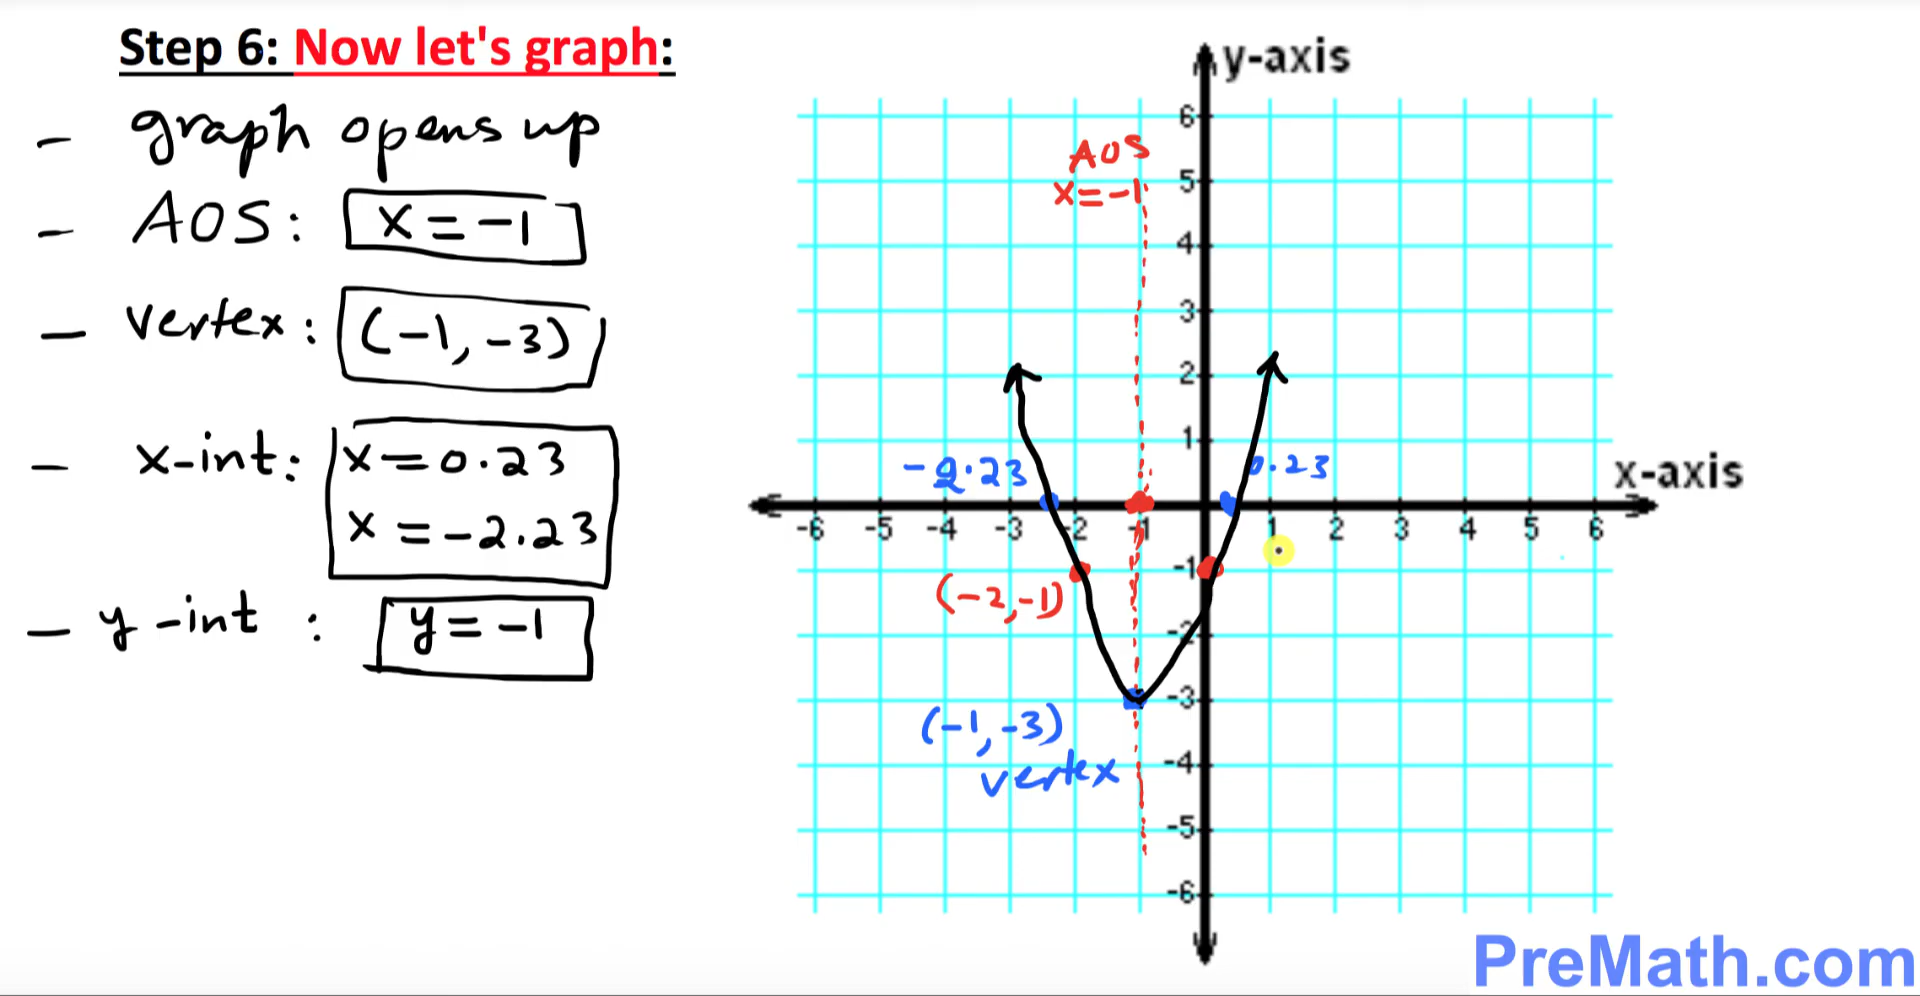 Step 6: Now let's graph:
- graph opens up
- AOS: x = -1
- vertex: (-1, -3)
- x-int: x = 0.23
x = -2.23
- y-int : y = -1
y-axis
6
AOS
x = -1
5
4
3
2
1
-2.23
0.23
x-axis
-6 -5 -4 -3 -2 -1 1 2 3 4 5 6
-1
(-2,-1)
-2
-3
(-1,-3)
vertex
-4
-5
-6
PreMath.com